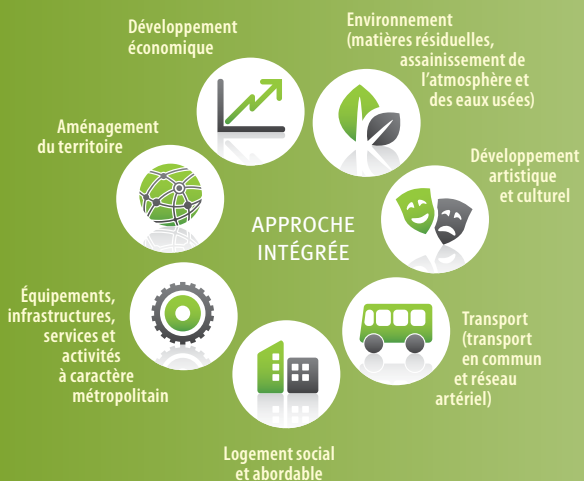 Développement
économique
Environnement
(matières résiduelles,
assainissement de
l'atmosphère et
des eaux usées)
Aménagement
du territoire
Développement
artistique
et culturel
APPROCHE
INTÉGRÉE
Équipements,
infrastructures,
services et
activités
à caractère
métropolitain
Transport
(transport
en commun
et réseau
artériel)
Logement social
et abordable